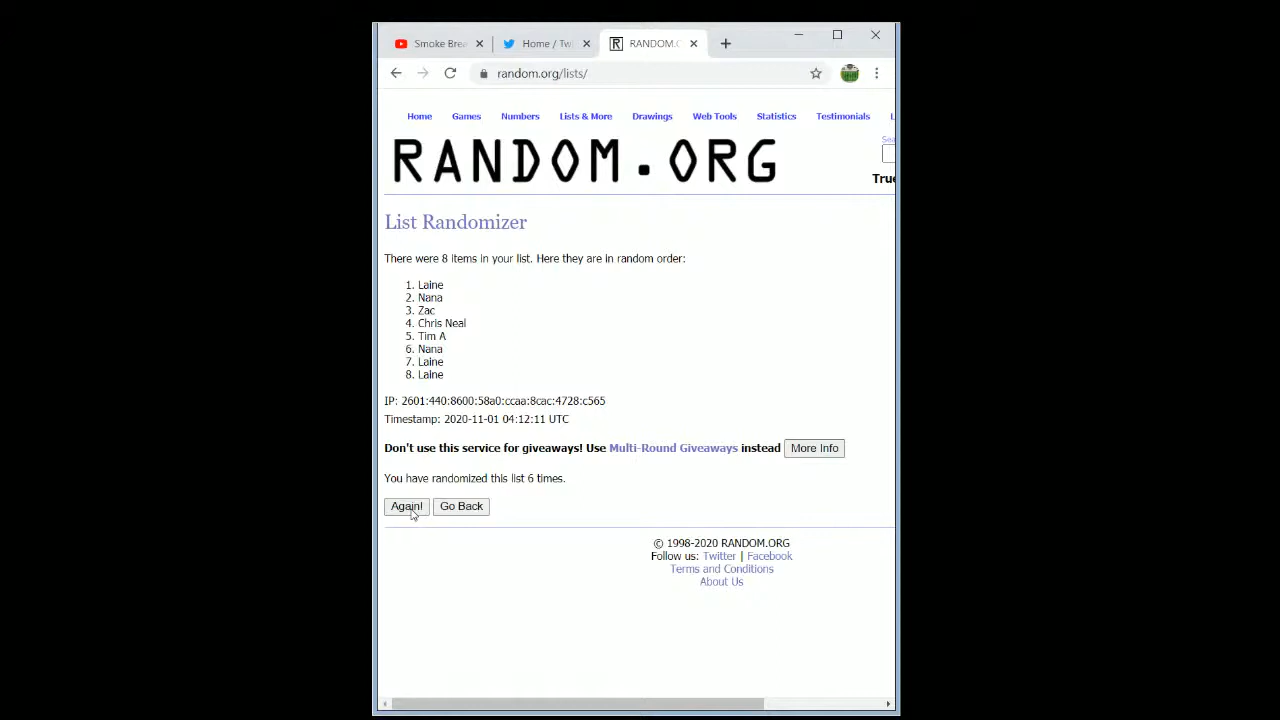 Smoke Brea
Home / Twi
RANDOM.O
random.org/lists/
Home Games Numbers Lists & More Drawings Web Tools Statistics Testimonials L
RANDOM.ORG
Sea
True
List Randomizer
There were 8 items in your list. Here they are in random order:
1. Laine
2. Nana
3. Zac
4. Chris Neal
5. Tim A
6. Nana
7. Laine
8. Laine
IP: 2601:440:8600:58a0:ccaa:8cac:4728:c565
Timestamp: 2020-11-01 04:12:11 UTC
Don't use this service for giveaways! Use Multi-Round Giveaways instead More Info
You have randomized this list 6 times.
Again! Go Back
© 1998-2020 RANDOM.ORG
Follow us: Twitter | Facebook
Terms and Conditions
About Us